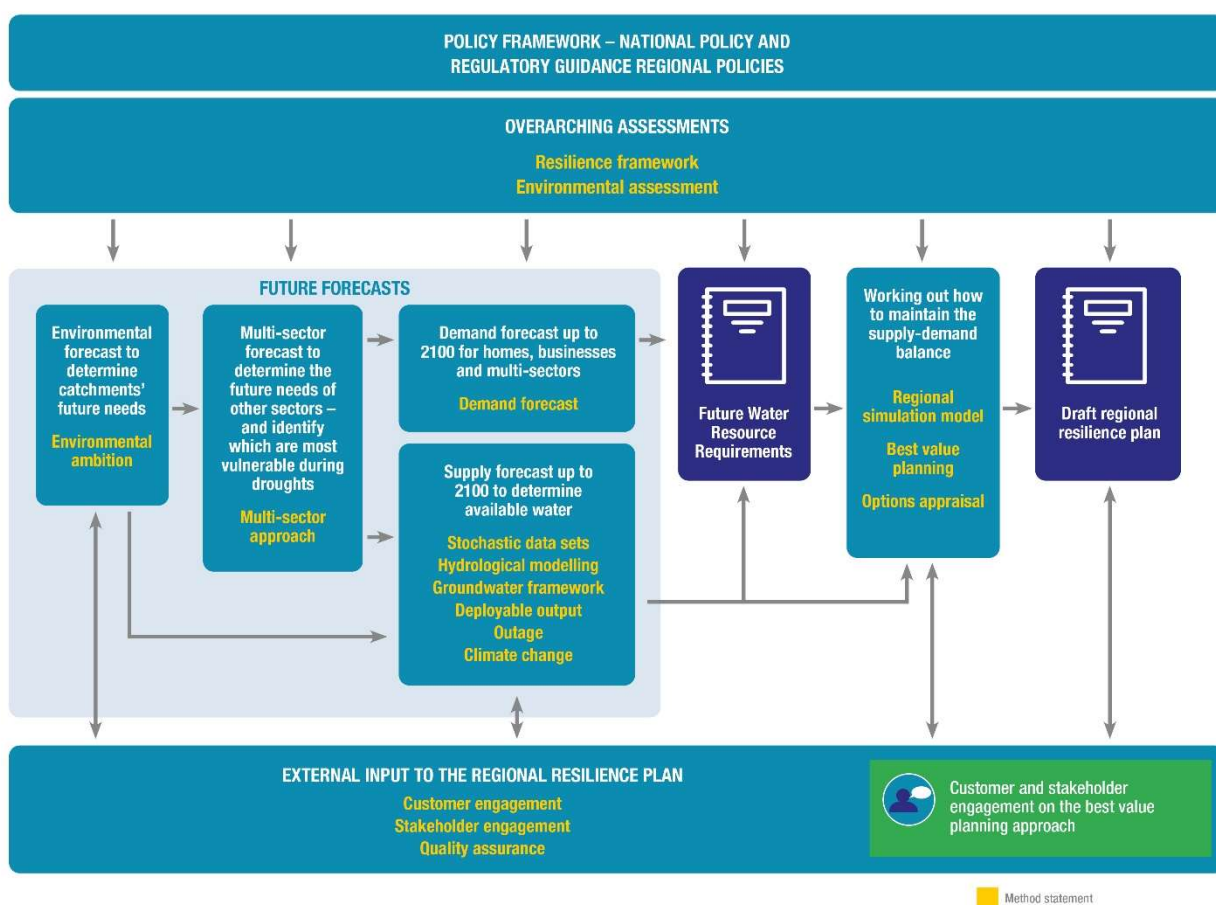 POLICY FRAMEWORK – NATIONAL POLICY AND
REGULATORY GUIDANCE REGIONAL POLICIES
OVERARCHING ASSESSMENTS
Resilience framework
Environmental assessment
FUTURE FORECASTS
Environmental
forecast to
determine
catchments’
future needs
Environmental
ambition
Multi-sector
forecast to
determine the
future needs of
other sectors –
and identify
which are most
vulnerable during
droughts
Multi-sector
approach
Demand forecast up to
2100 for homes, businesses
and multi-sectors
Demand forecast
Supply forecast up to
2100 to determine
available water
Stochastic data sets
Hydrological modelling
Groundwater framework
Deployable output
Outage
Climate change
Future Water
Resource
Requirements
Working out how
to maintain the
supply-demand
balance
Regional
simulation model
Best value
planning
Options appraisal
Draft regional
resilience plan
EXTERNAL INPUT TO THE REGIONAL RESILIENCE PLAN
Customer engagement
Stakeholder engagement
Quality assurance
Customer and stakeholder
engagement on the best value
planning approach
Method statement